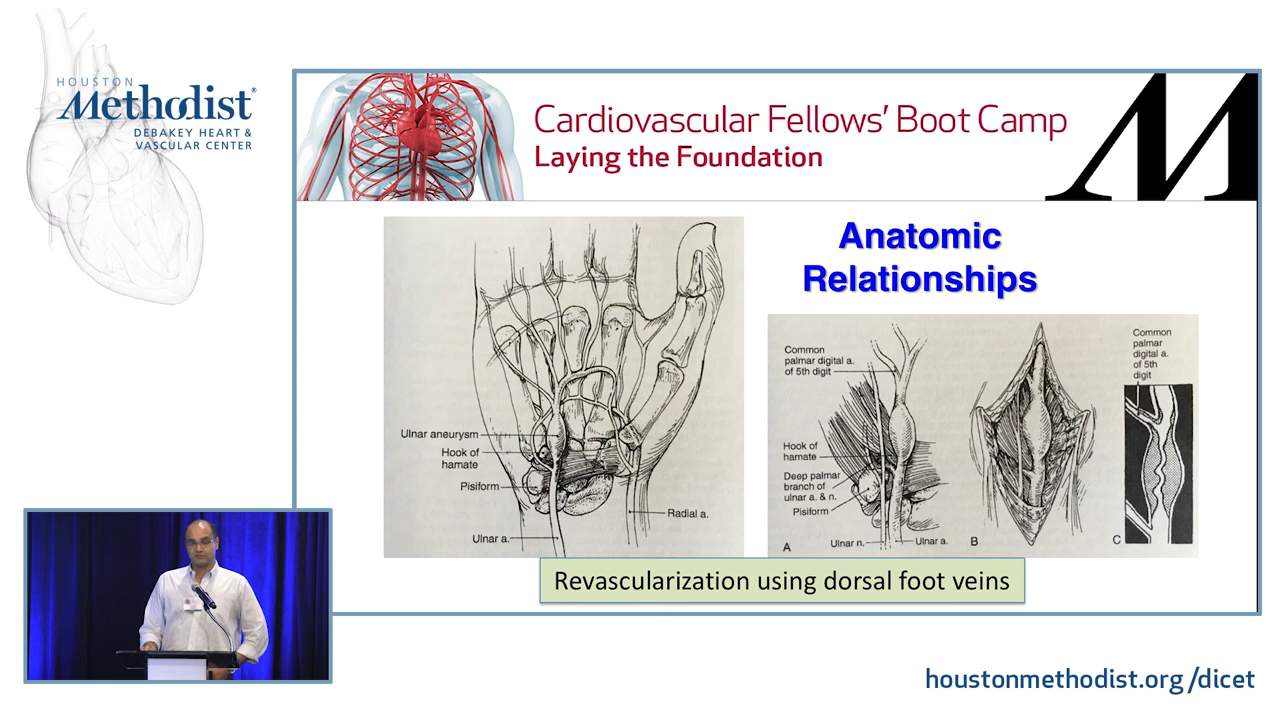 HOUSTON
Methodist®
DEBAKEY HEART &
VASCULAR CENTER
Cardiovascular Fellows' Boot Camp
Laying the Foundation
M
Anatomic
Relationships
Ulnar aneurysm
Hook of
hamate
Pisiform
Ulnar a.
Radial a.
Common
palmar digital a.
of 5th digit
Hook of
hamate
Deep palmar
branch of
ulnar a. & n.
Pisiform
A
Ulnar n.
Ulnar a.
B
Common
palmar
digital a.
of 5th
digit
C
Revascularization using dorsal foot veins
houstonmethodist.org/dicet